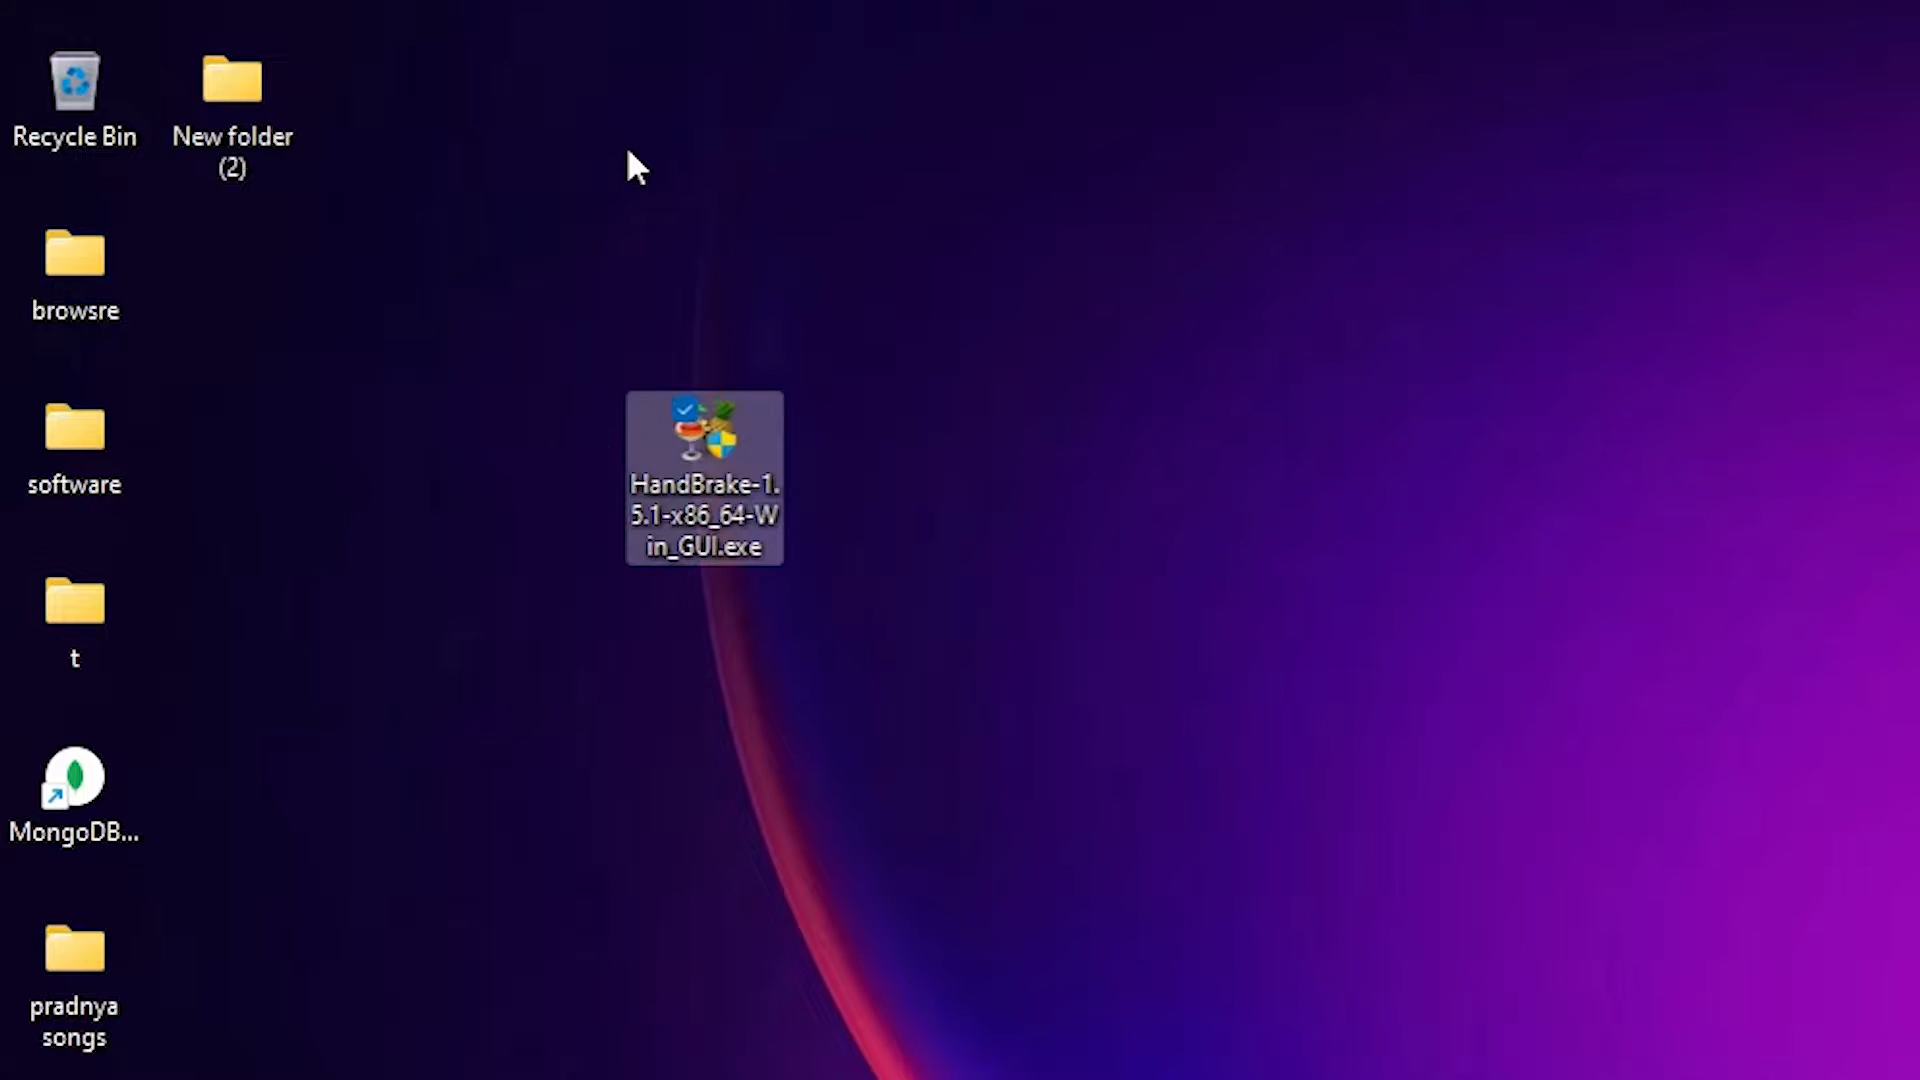 Recycle Bin
New folder
(2)
browsre
software
t
MongoDB...
pradnya
songs
HandBrake-1.
5.1-x86_64-W
in_GUI.exe